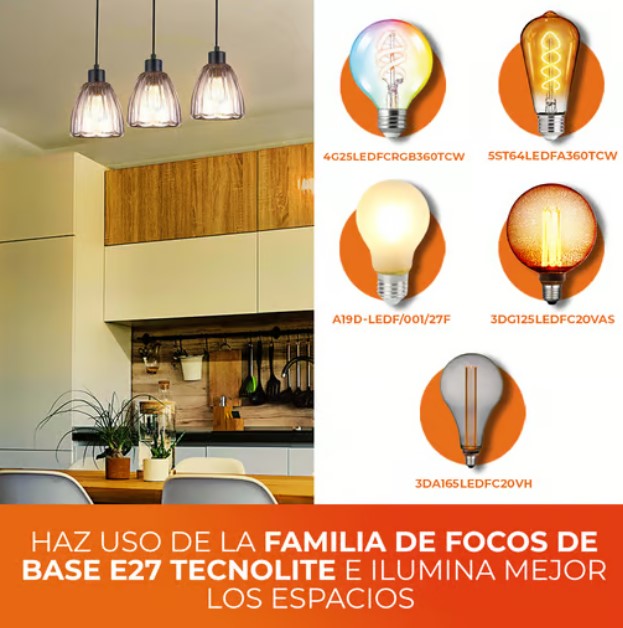 4G25LEDFCRGB360TCW
5ST64LEDFA360TCW
A19D-LEDF/001/27F
3DG125LEDFC20VAS
3DA165LEDFC20VH
HAZ USO DE LA FAMILIA DE FOCOS DE
BASE E27 TECNOLITE E ILUMINA MEJOR
LOS ESPACIOS